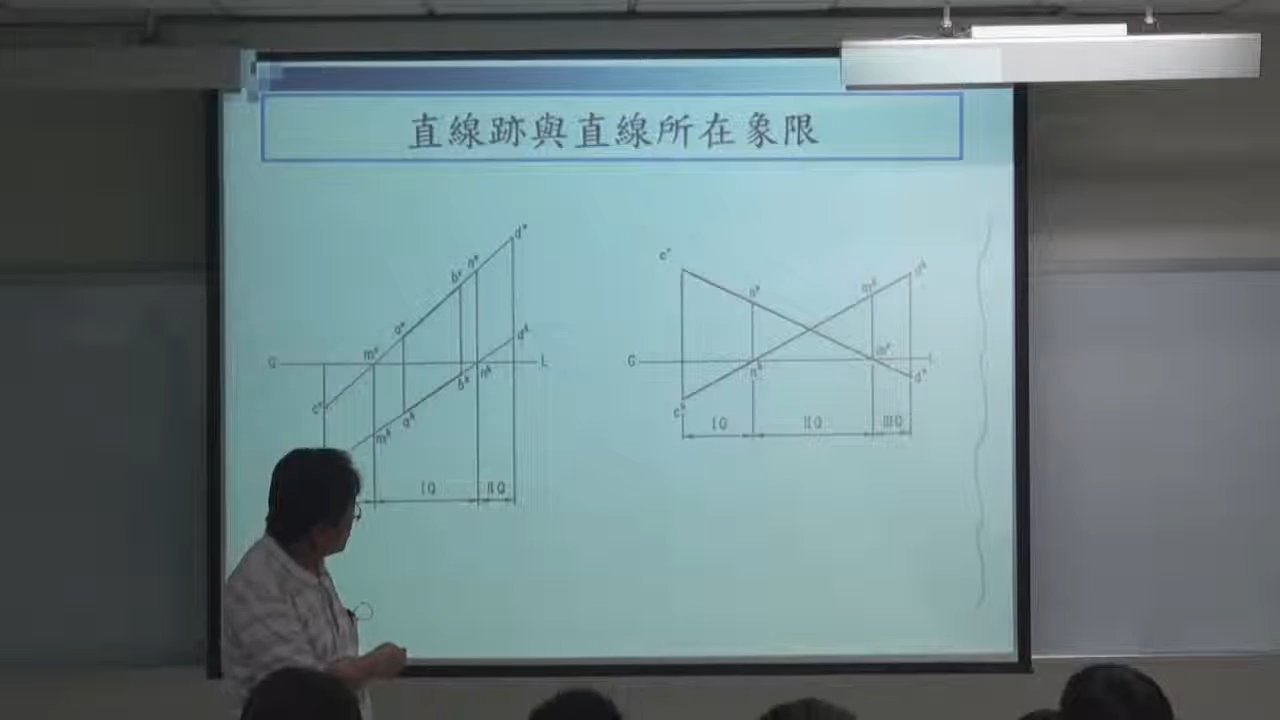 直線跡與直線所在象限
d"
b" n"
a"
m"
G L
d^h
b^h n^h
c"
a^h
m^h
IQ IIQ
c"
n" m^h
G m" L
n^h
d"
c^h
IQ IIQ IIIQ